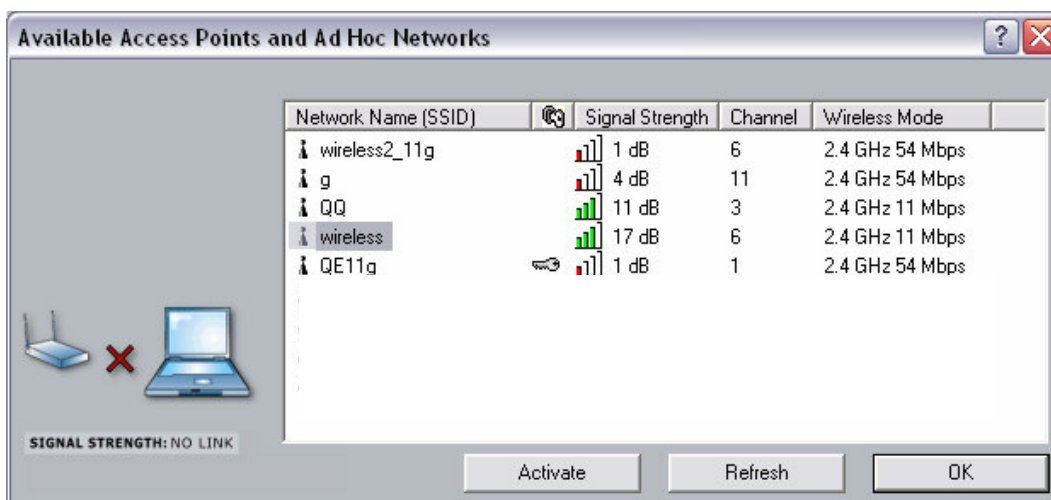 Available Access Points and Ad Hoc Networks
Network Name (SSID) Signal Strength Channel Wireless Mode
wireless2_11g 1 dB 6 2.4 GHz 54 Mbps
g 4 dB 11 2.4 GHz 54 Mbps
QQ 11 dB 3 2.4 GHz 11 Mbps
wireless 17 dB 6 2.4 GHz 11 Mbps
QE11g 1 dB 1 2.4 GHz 54 Mbps
SIGNAL STRENGTH: NO LINK
Activate Refresh OK